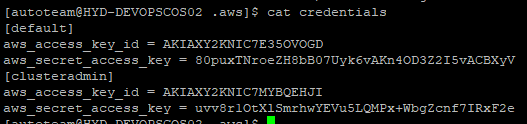 [autoteam@HYD-DEVOPSCOS02 .aws]$ cat credentials
[default]
aws_access_key_id = AKIAXY2KNIC7E35OVOGD
aws_secret_access_key = 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
[clusteradmin]
aws_access_key_id = AKIAXY2KNIC7MYBQEHJI
aws_secret_access_key = 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
[autoteam@HYD-DEVOPSCOS02 .aws]$